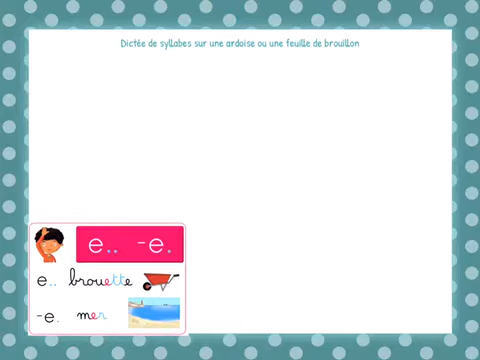 Dictée de syllabes sur une ardoise ou une feuille de brouillon
e.. -e.
e.. brouette
-e. mer